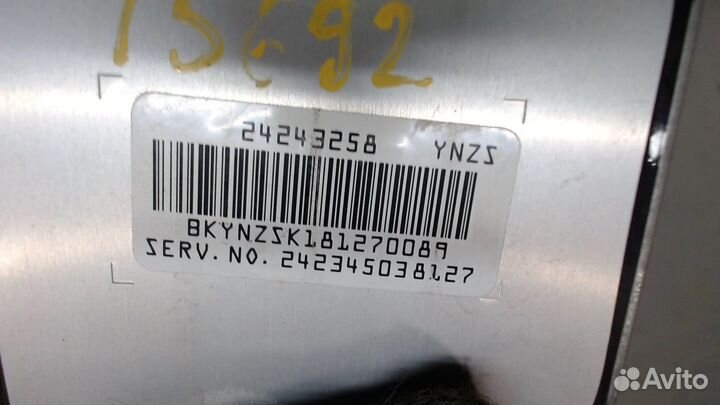 15692
24243258 YNZS
BKYNZSK181270089
SERV. NO. 242345038127
Avito